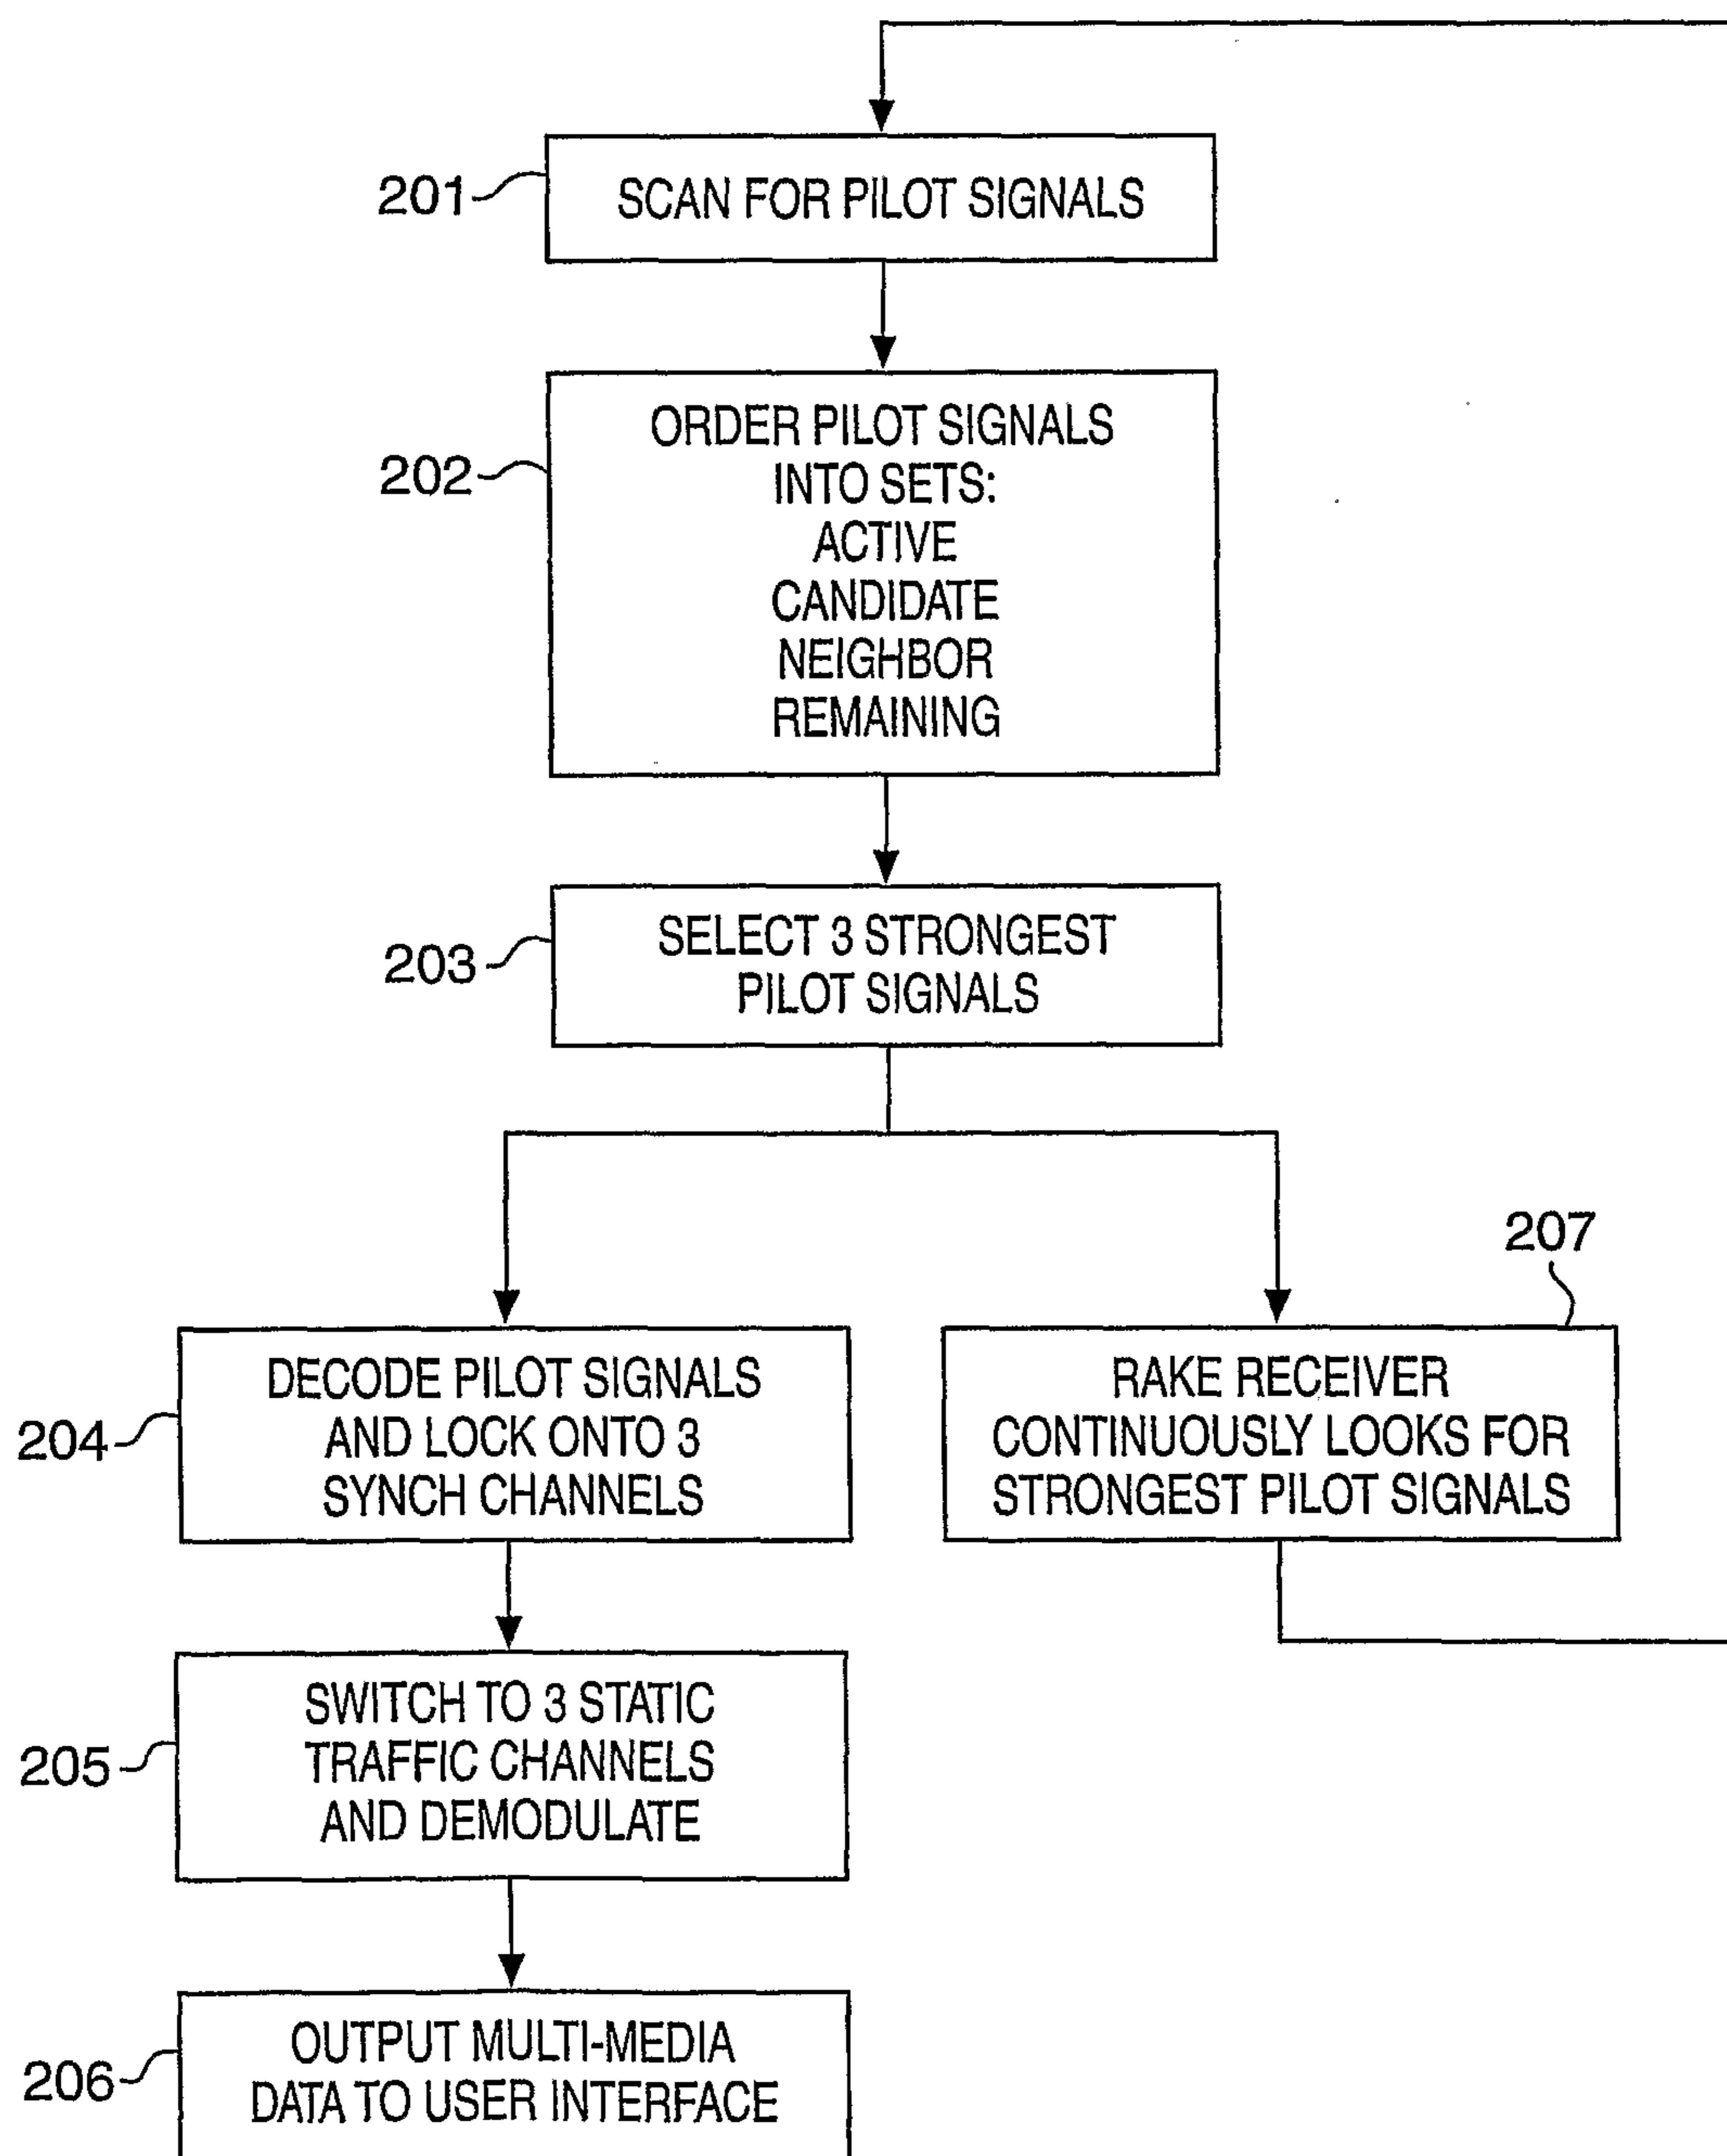 201
SCAN FOR PILOT SIGNALS
202
ORDER PILOT SIGNALS
INTO SETS:
ACTIVE
CANDIDATE
NEIGHBOR
REMAINING
203
SELECT 3 STRONGEST
PILOT SIGNALS
204
DECODE PILOT SIGNALS
AND LOCK ONTO 3
SYNCH CHANNELS
207
RAKE RECEIVER
CONTINUOUSLY LOOKS FOR
STRONGEST PILOT SIGNALS
205
SWITCH TO 3 STATIC
TRAFFIC CHANNELS
AND DEMODULATE
206
OUTPUT MULTI-MEDIA
DATA TO USER INTERFACE